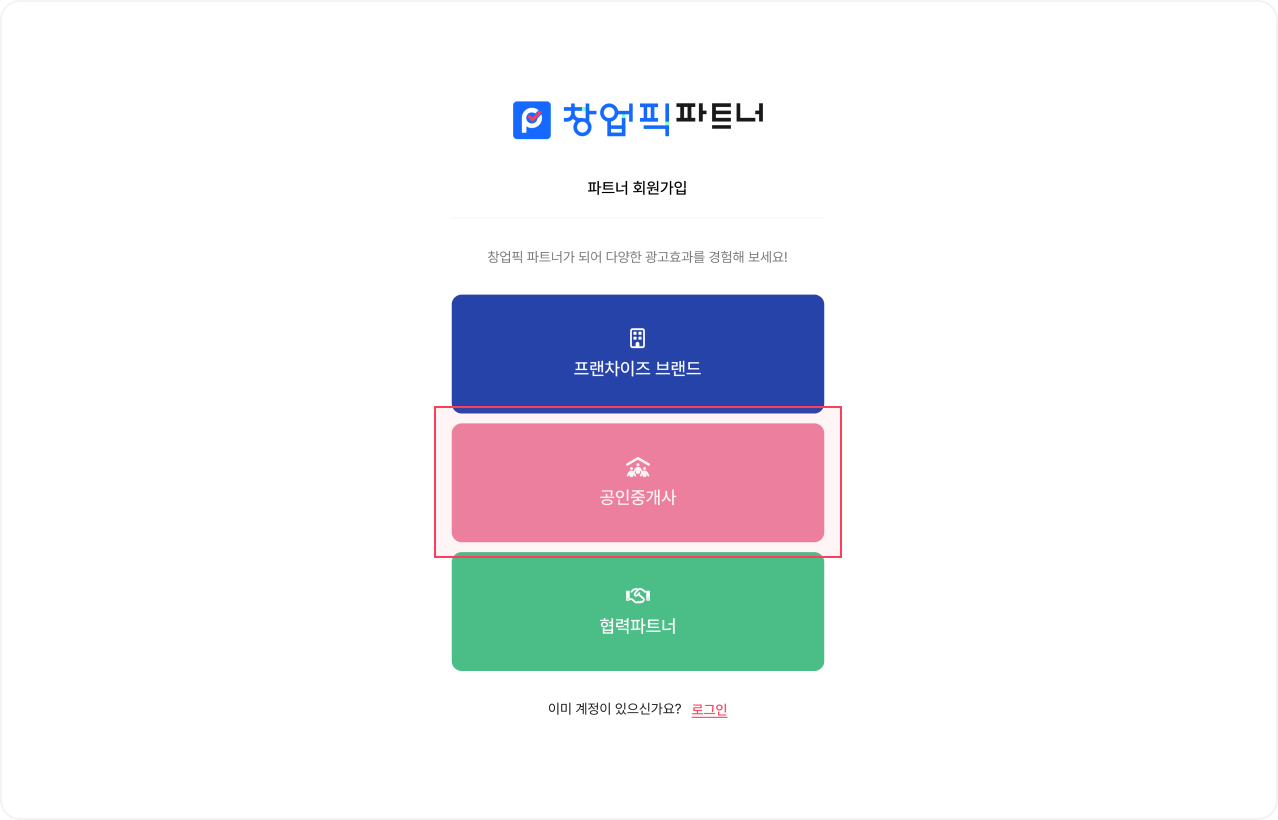 창업픽 파트너
파트너 회원가입
창업픽 파트너가 되어 다양한 광고효과를 경험해 보세요!
프랜차이즈 브랜드
공인중개사
협력파트너
이미 계정이 있으신가요? 로그인